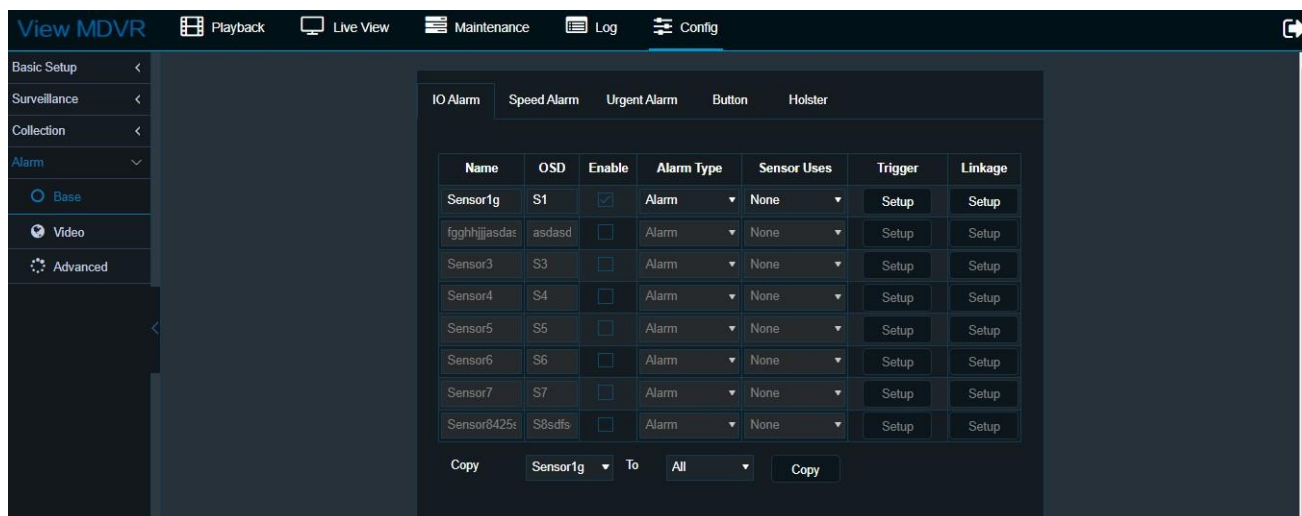 View MDVR Playback Live View Maintenance Log Config
Basic Setup
Surveillance
Collection
Alarm
Base
Video
Advanced
IO Alarm Speed Alarm Urgent Alarm Button Holster
Name OSD Enable Alarm Type Sensor Uses Trigger Linkage
Sensor1g S1 Alarm None Setup Setup
fgghhjjjasdas asdasd Alarm None Setup Setup
Sensor3 S3 Alarm None Setup Setup
Sensor4 S4 Alarm None Setup Setup
Sensor5 S5 Alarm None Setup Setup
Sensor6 S6 Alarm None Setup Setup
Sensor7 S7 Alarm None Setup Setup
Sensor8425s S8sdfs Alarm None Setup Setup
Copy Sensor1g To All Copy